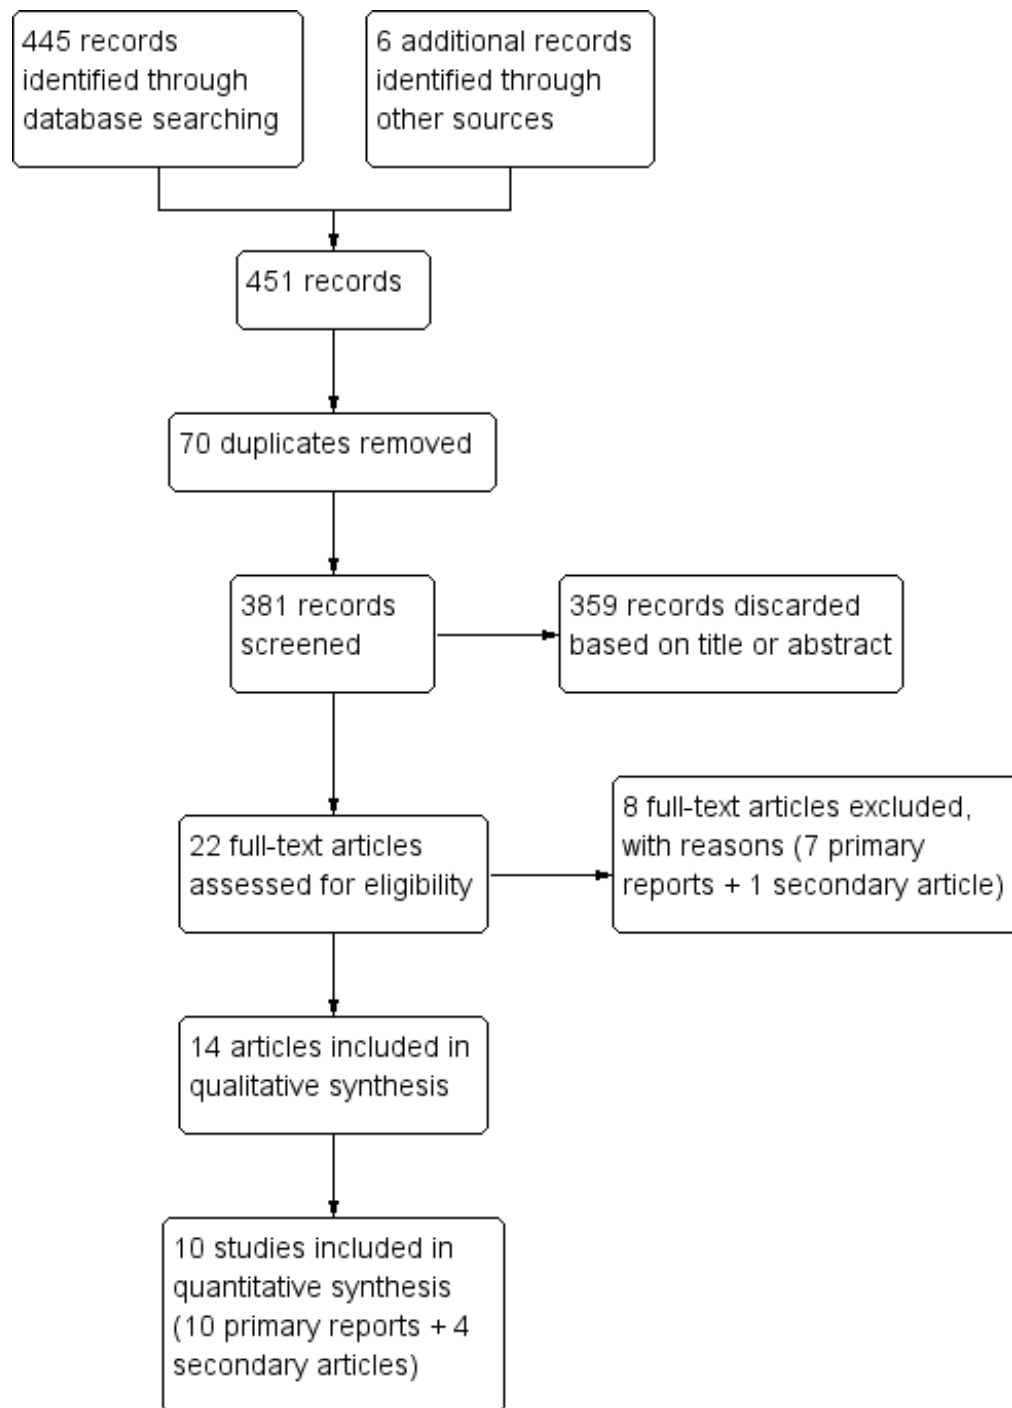 445 records
identified through
database searching
6 additional records
identified through
other sources
451 records
70 duplicates removed
381 records
screened
359 records discarded
based on title or abstract
22 full-text articles
assessed for eligibility
8 full-text articles excluded,
with reasons (7 primary
reports + 1 secondary article)
14 articles included in
qualitative synthesis
10 studies included in
quantitative synthesis
(10 primary reports + 4
secondary articles)